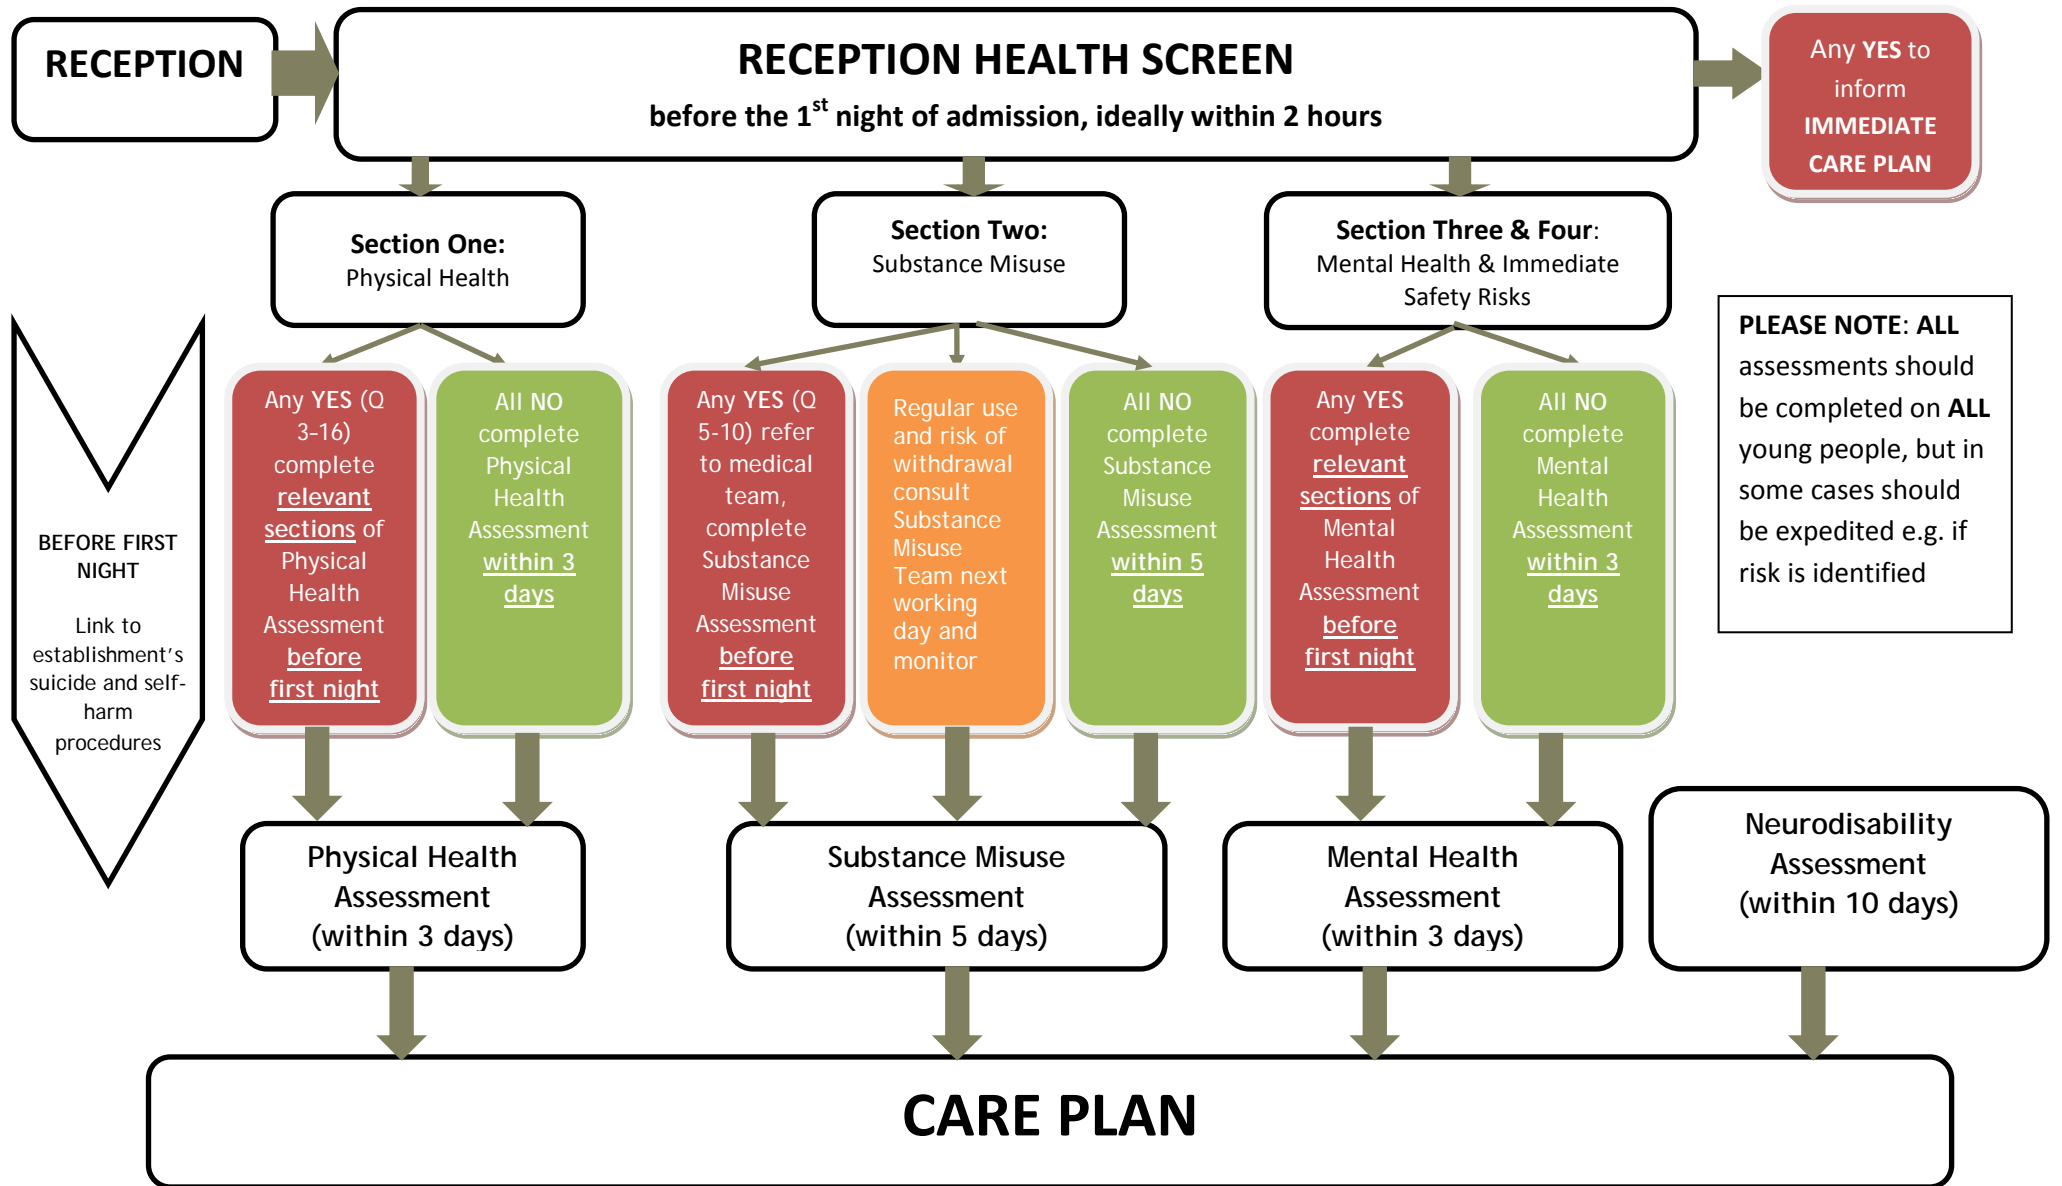 RECEPTION
RECEPTION HEALTH SCREEN
before the 1st night of admission, ideally within 2 hours
Any YES to
inform
IMMEDIATE
CARE PLAN
Section One:
Physical Health
Section Two:
Substance Misuse
Section Three & Four:
Mental Health & Immediate
Safety Risks
BEFORE FIRST
NIGHT
Link to
establishment's
suicide and self-
harm
procedures
Any YES (Q
3-16)
complete
relevant
sections of
Physical
Health
Assessment
before
first night
All NO
complete
Physical
Health
Assessment
within 3
days
Any YES (Q
5-10) refer
to medical
team,
complete
Substance
Misuse
Assessment
before
first night
Regular use
and risk of
withdrawal
consult
Substance
Misuse
Team next
working
day and
monitor
All NO
complete
Substance
Misuse
Assessment
within 5
days
Any YES
complete
relevant
sections of
Mental
Health
Assessment
before
first night
All NO
complete
Mental
Health
Assessment
within 3
days
PLEASE NOTE: ALL
assessments should
be completed on ALL
young people, but in
some cases should
be expedited e.g. if
risk is identified
Physical Health
Assessment
(within 3 days)
Substance Misuse
Assessment
(within 5 days)
Mental Health
Assessment
(within 3 days)
Neurodisability
Assessment
(within 10 days)
CARE PLAN